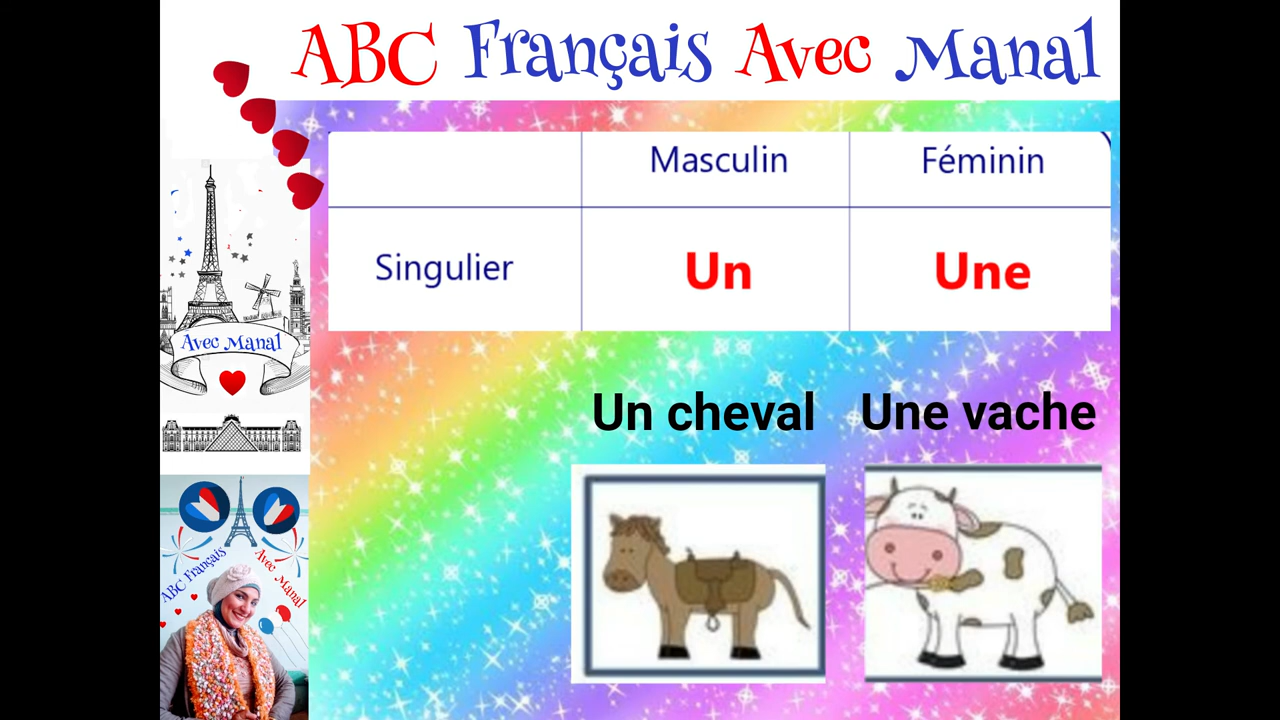 ABC Français Avec Manal
Masculin Féminin
Singulier Un Une
Avec Manal
Un cheval Une vache
ABC Français Avec Manal